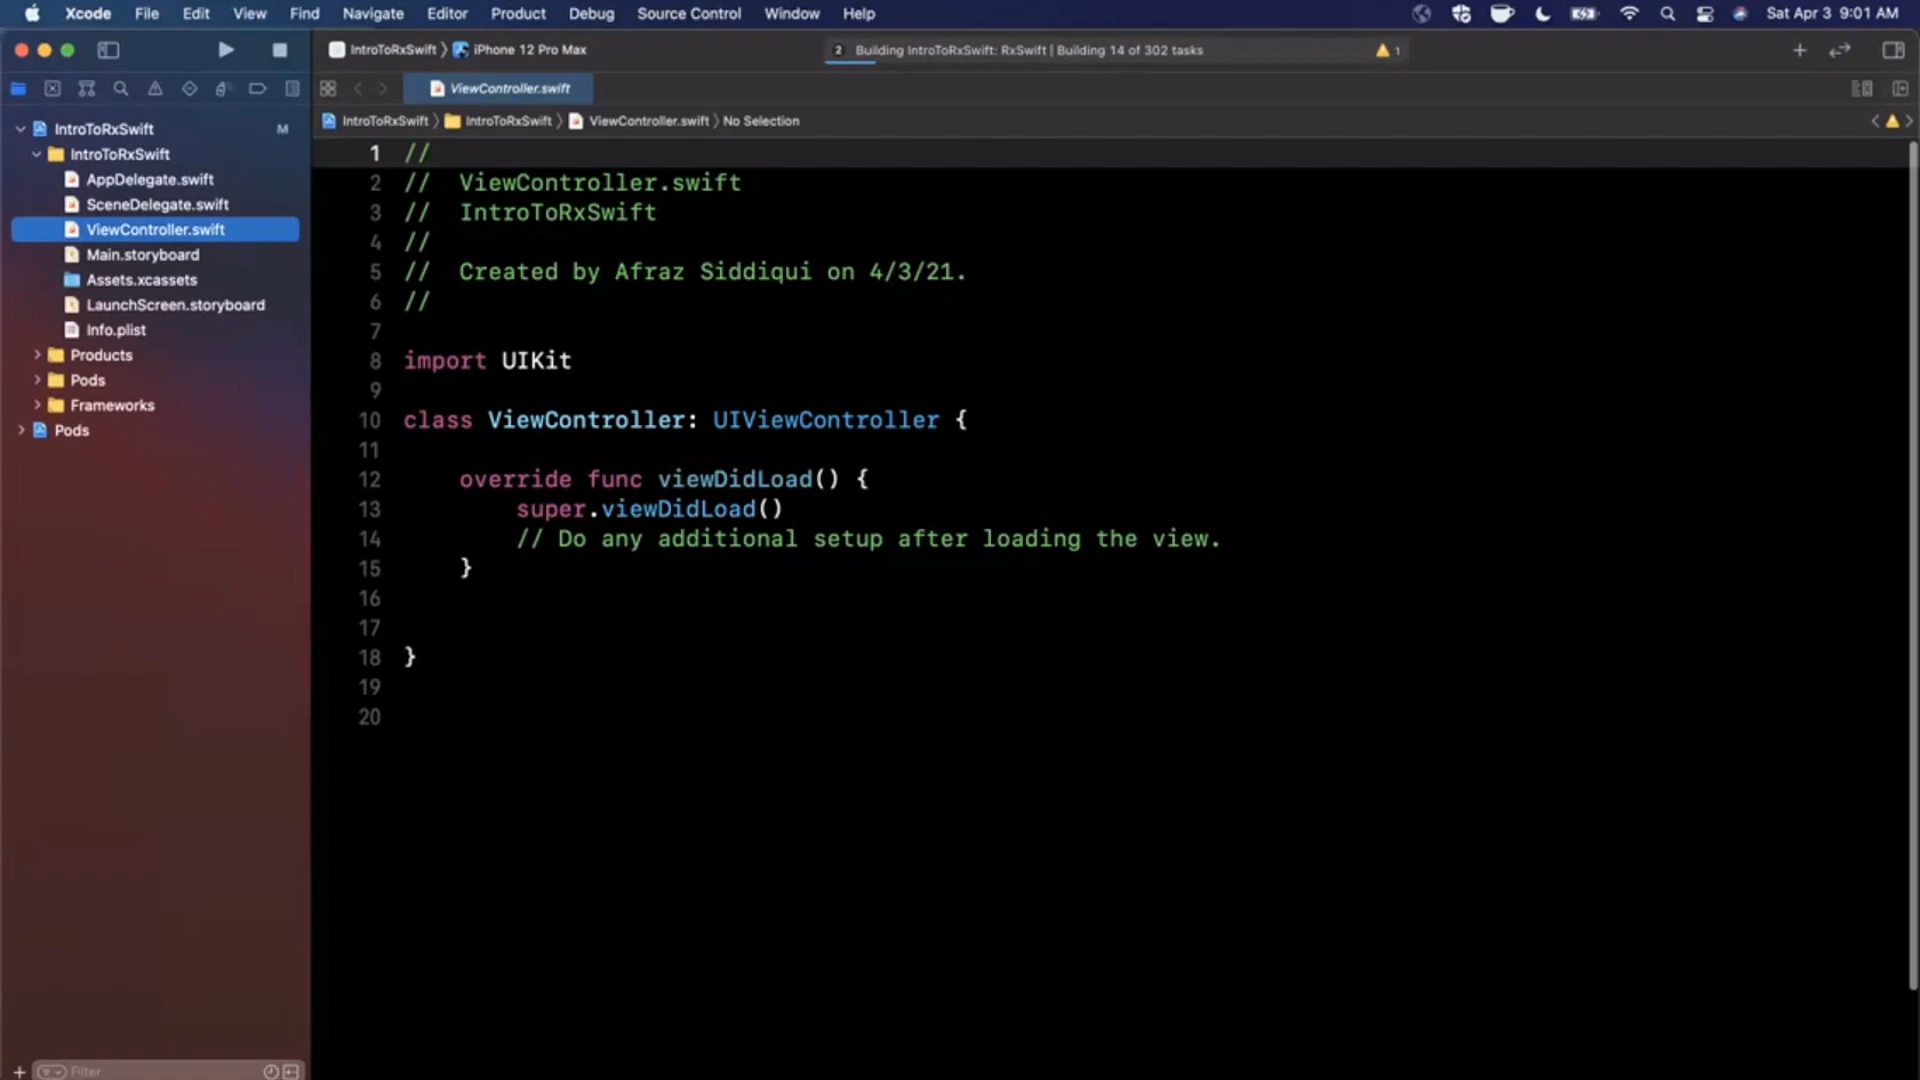 Xcode File Edit View Find Navigate Editor Product Debug Source Control Window Help Sat Apr 3 9:01 AM
IntroToRxSwift iPhone 12 Pro Max 2 Building IntroToRxSwift: RxSwift | Building 14 of 302 tasks 1
ViewController.swift
IntroToRxSwift IntroToRxSwift ViewController.swift No Selection
IntroToRxSwift M
IntroToRxSwift
AppDelegate.swift
SceneDelegate.swift
ViewController.swift
Main.storyboard
Assets.xcassets
LaunchScreen.storyboard
Info.plist
Products
Pods
Frameworks
Pods
Filter
1 //
2 // ViewController.swift
3 // IntroToRxSwift
4 //
5 // Created by Afraz Siddiqui on 4/3/21.
6 //
7
8 import UIKit
9
10 class ViewController: UIViewController {
11
12 override func viewDidLoad() {
13 super.viewDidLoad()
14 // Do any additional setup after loading the view.
15 }
16
17
18 }
19
20